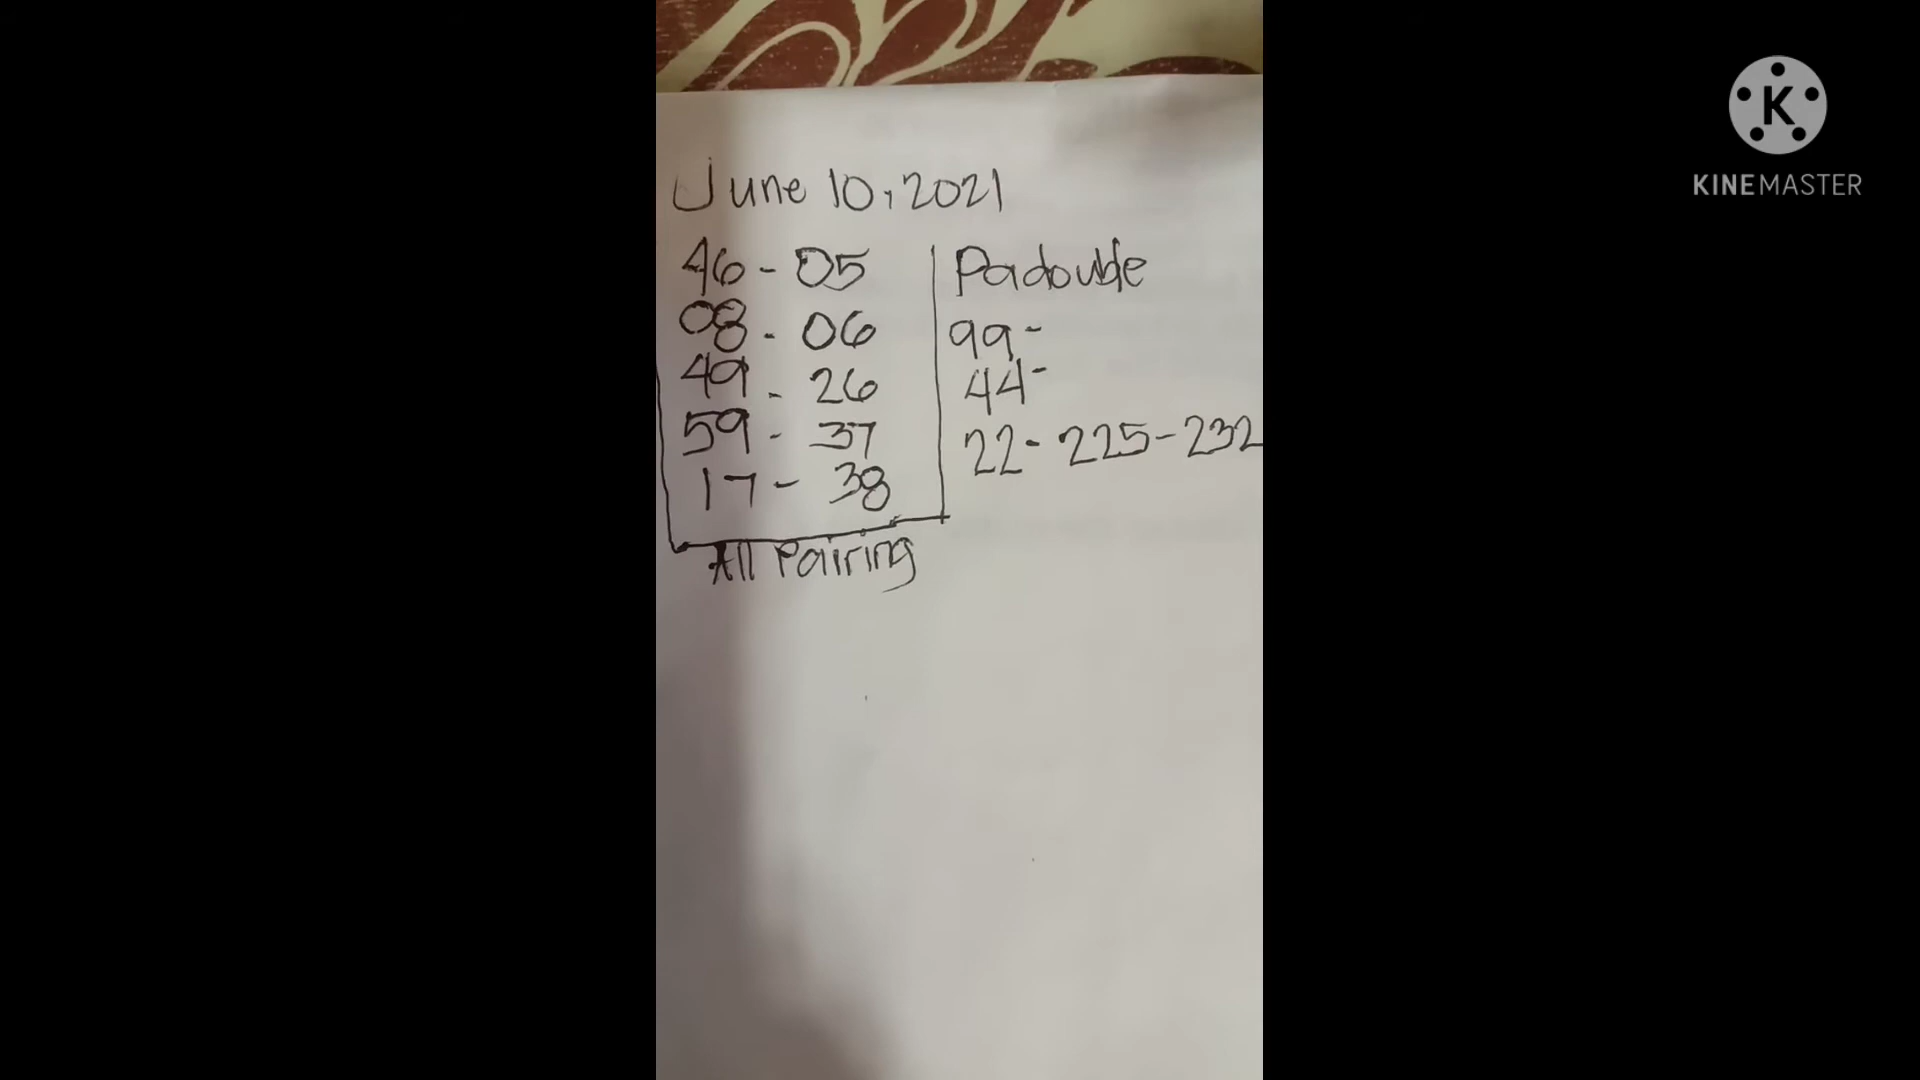 June 10, 2021
46 - 05
08 - 06
49 - 26
59 - 37
17 - 38
All Pairing
Padouble
99 -
44 -
22 - 225 - 232
K
KINEMASTER